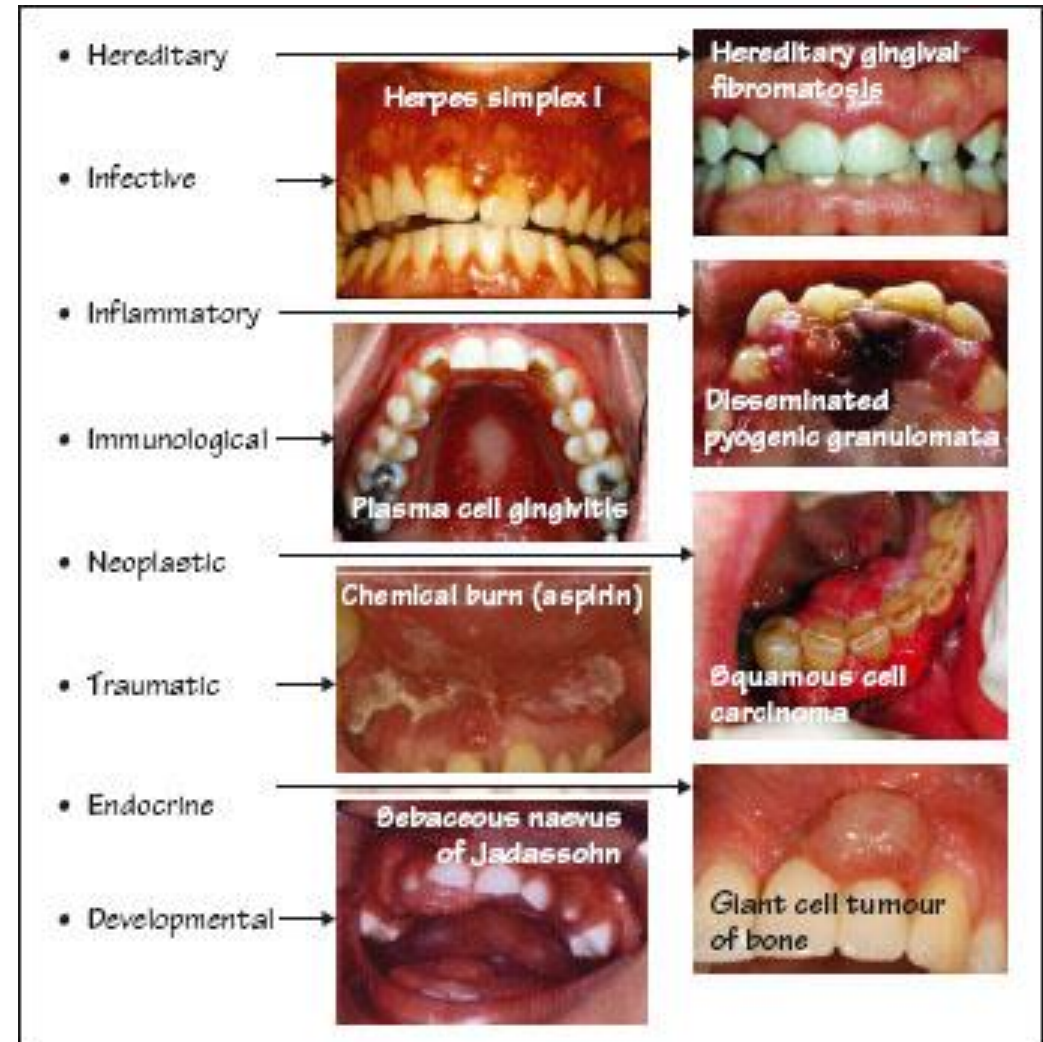 • Hereditary
Hereditary gingival
fibromatosis
Herpes simplex I
• Infective
• Inflammatory
Disseminated
pyogenic granulomata
• Immunological
Plasma cell gingivitis
• Neoplastic
Squamous cell
carcinoma
Chemical burn (aspirin)
• Traumatic
• Endocrine
Giant cell tumour
of bone
Sebaceous naevus
of Jadassohn
• Developmental